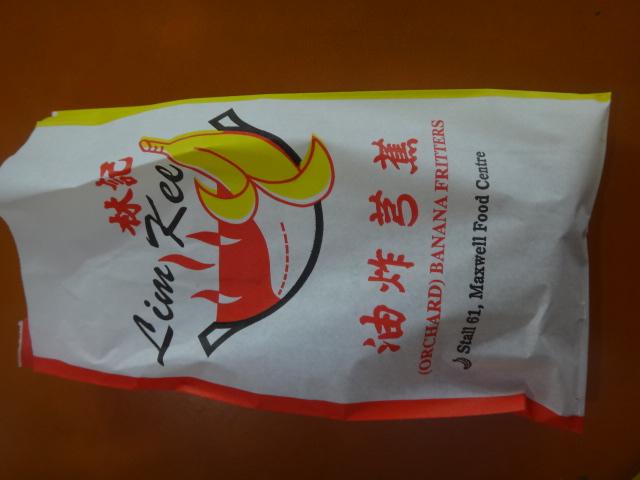 林記
Lim Kee
油炸芎蕉
(ORCHARD) BANANA FRITTERS
Stall 61, Maxwell Food Centre